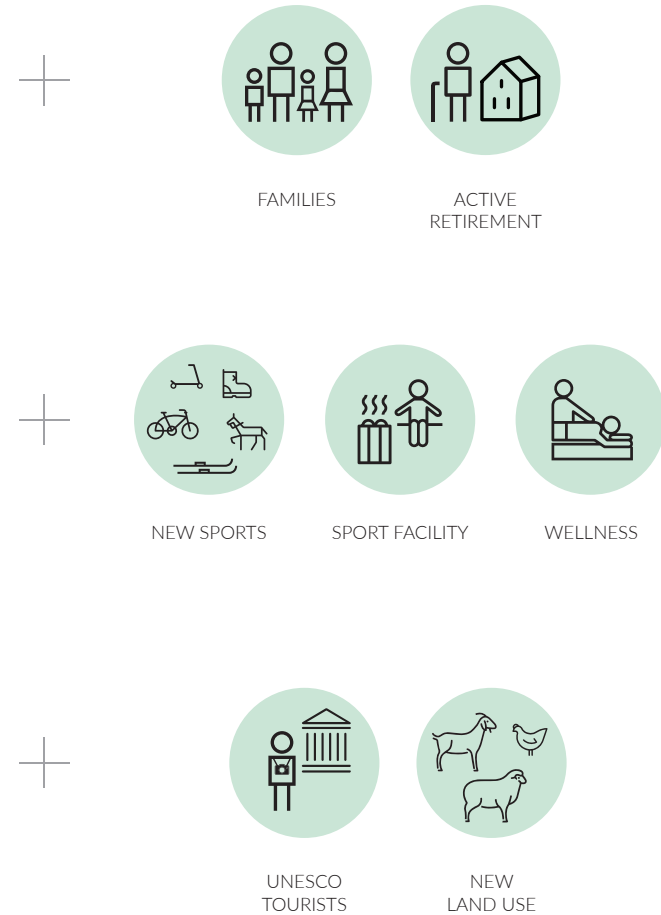 FAMILIES
ACTIVE
RETIREMENT
NEW SPORTS
SPORT FACILITY
WELLNESS
UNESCO
TOURISTS
NEW
LAND USE